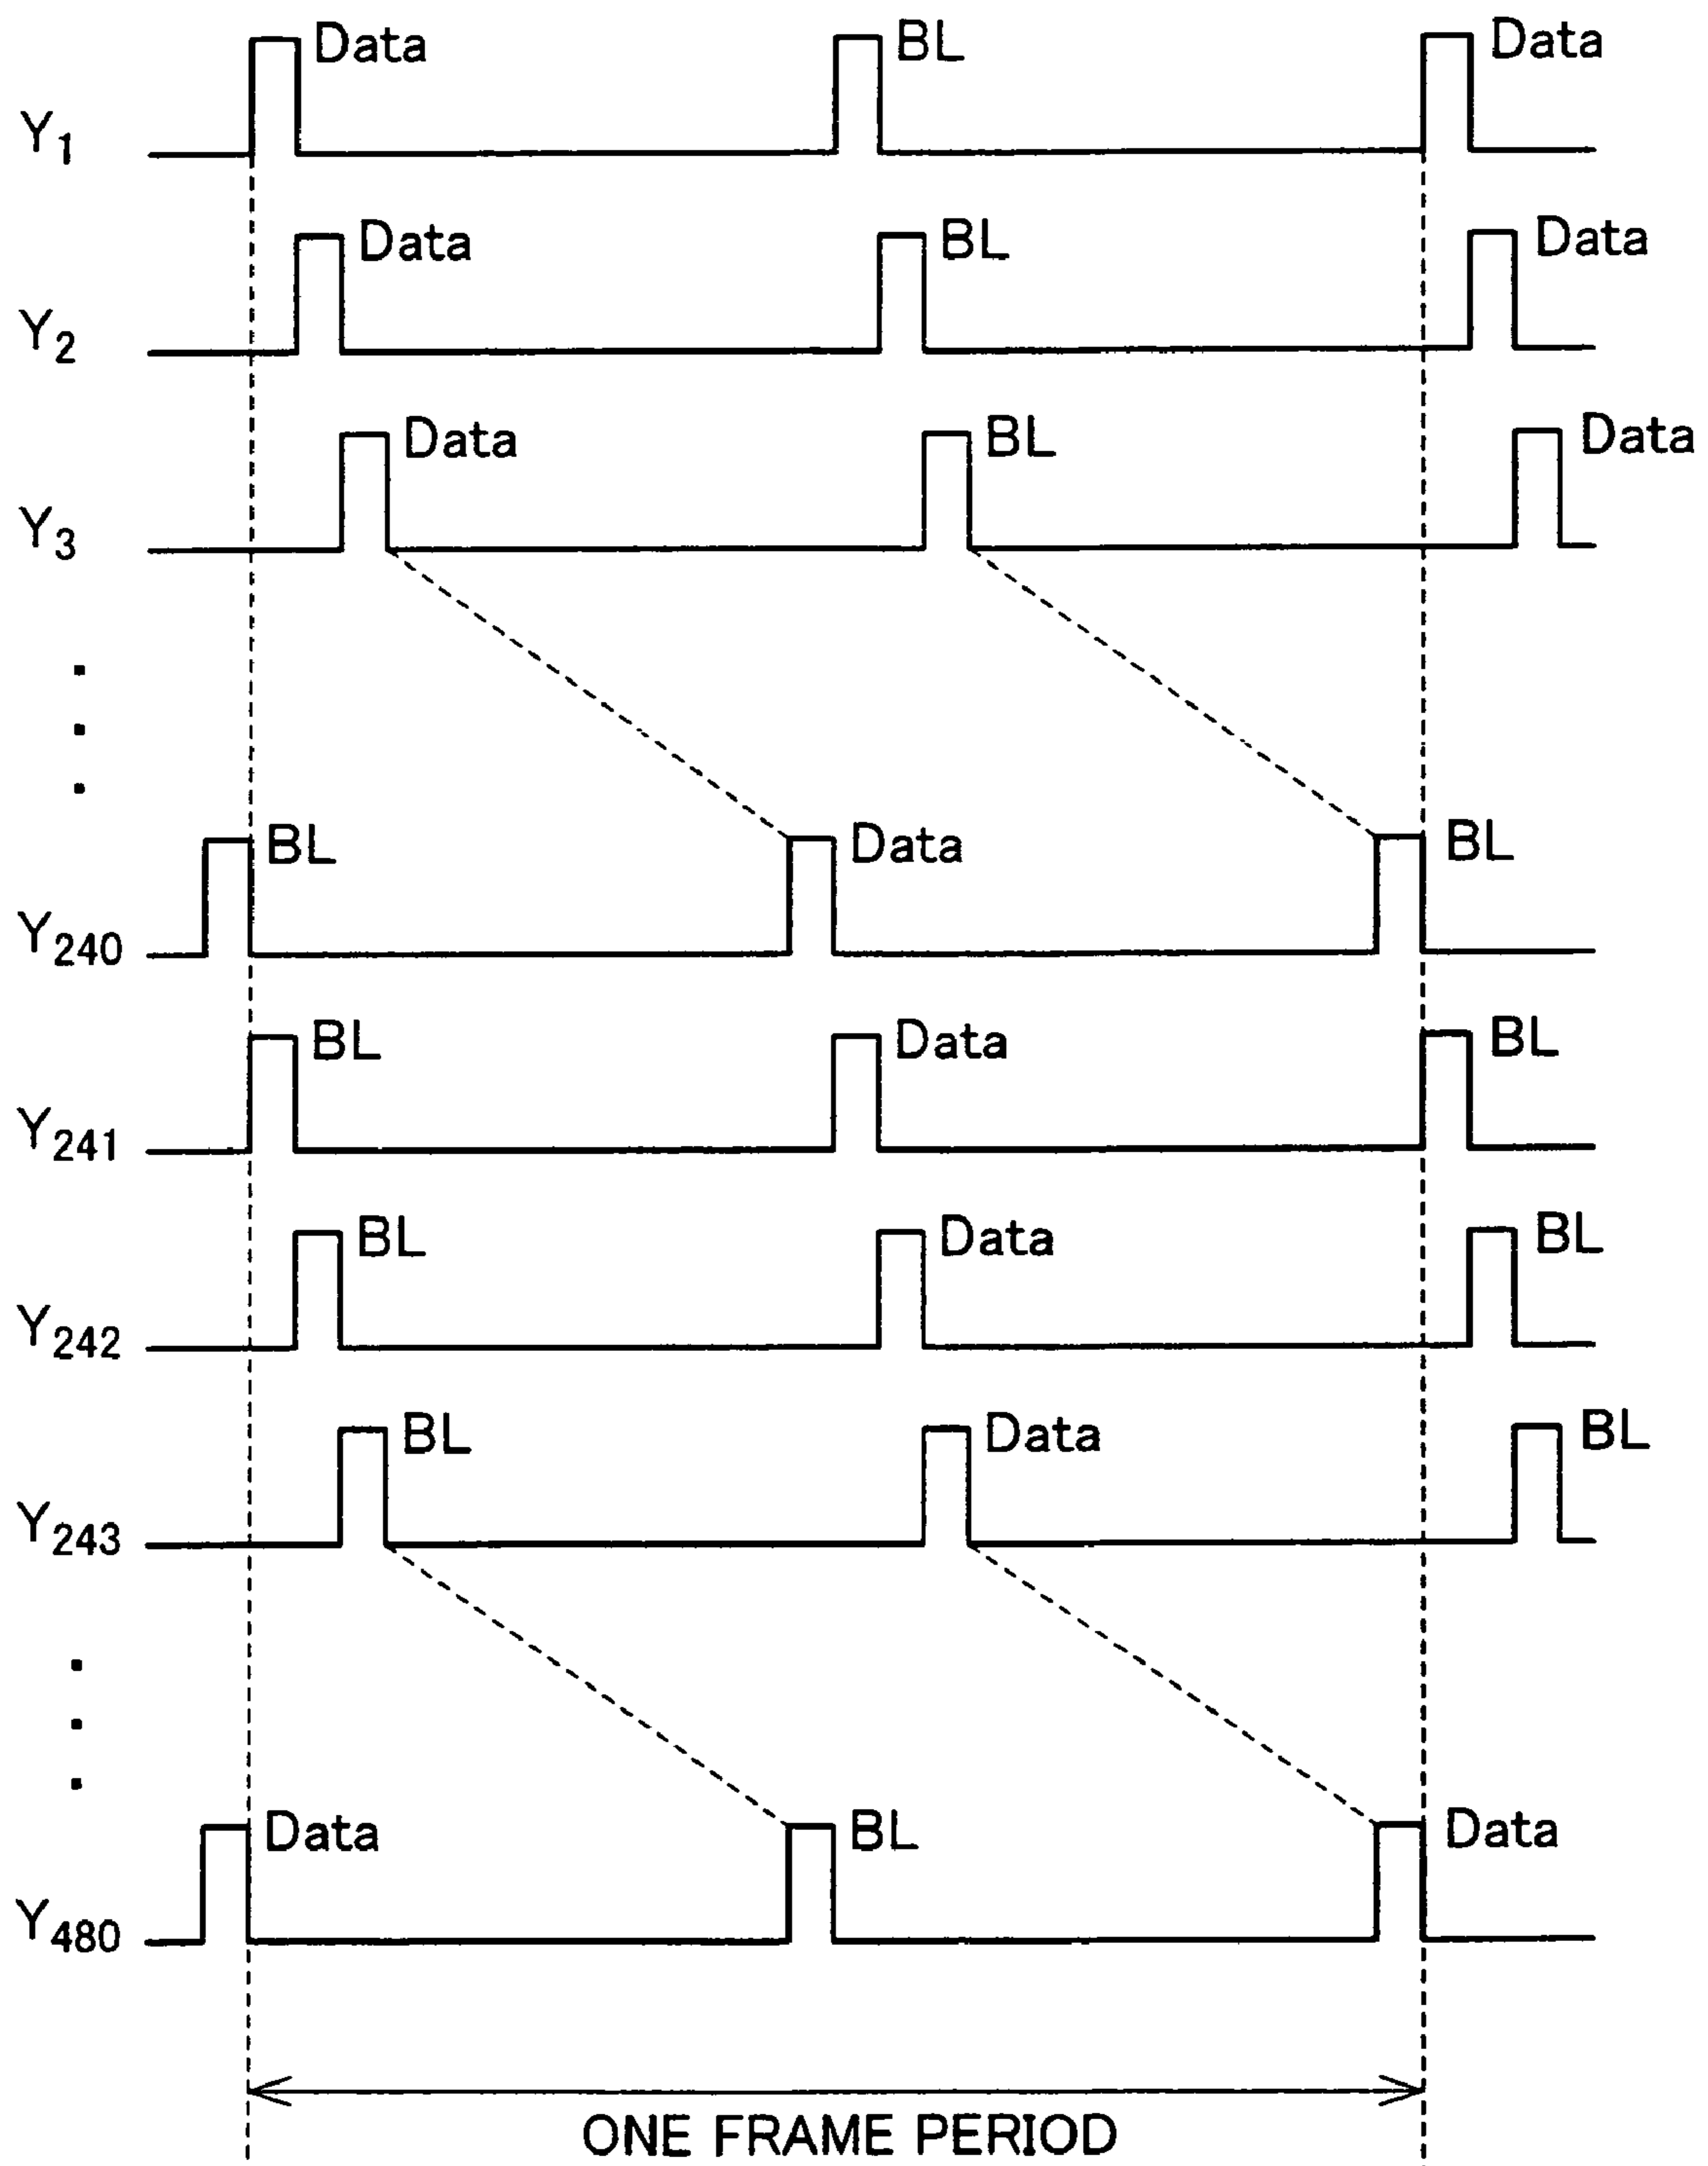 Data BL Data
Y1
Data BL Data
Y2
Data BL Data
Y3
BL Data BL
Y240
BL Data BL
Y241
BL Data BL
Y242
BL Data BL
Y243
Data BL Data
Y480
ONE FRAME PERIOD